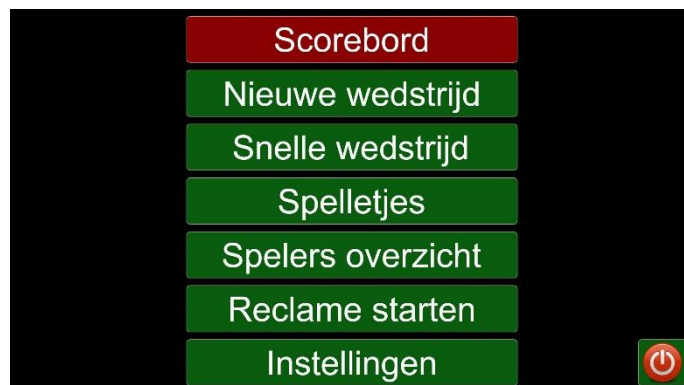 Scorebord
Nieuwe wedstrijd
Snelle wedstrijd
Spelletjes
Spelers overzicht
Reclame starten
Instellingen